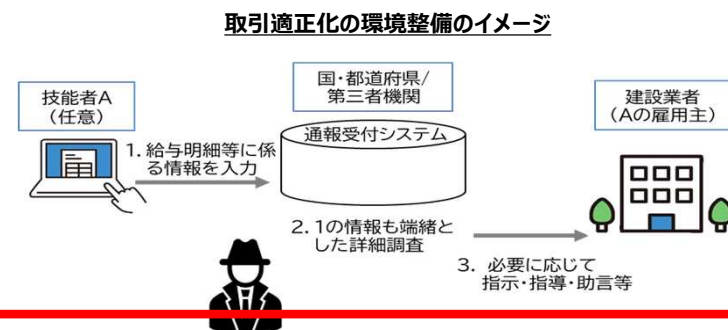 取引適正化の環境整備のイメージ
技能者A
（任意）
国・都道府県/
第三者機関
建設業者
（Aの雇用主）
通報受付システム
1. 給与明細等に係
る情報を入力
2. 1の情報も端緒と
した詳細調査
3. 必要に応じて
指示・指導・助言等